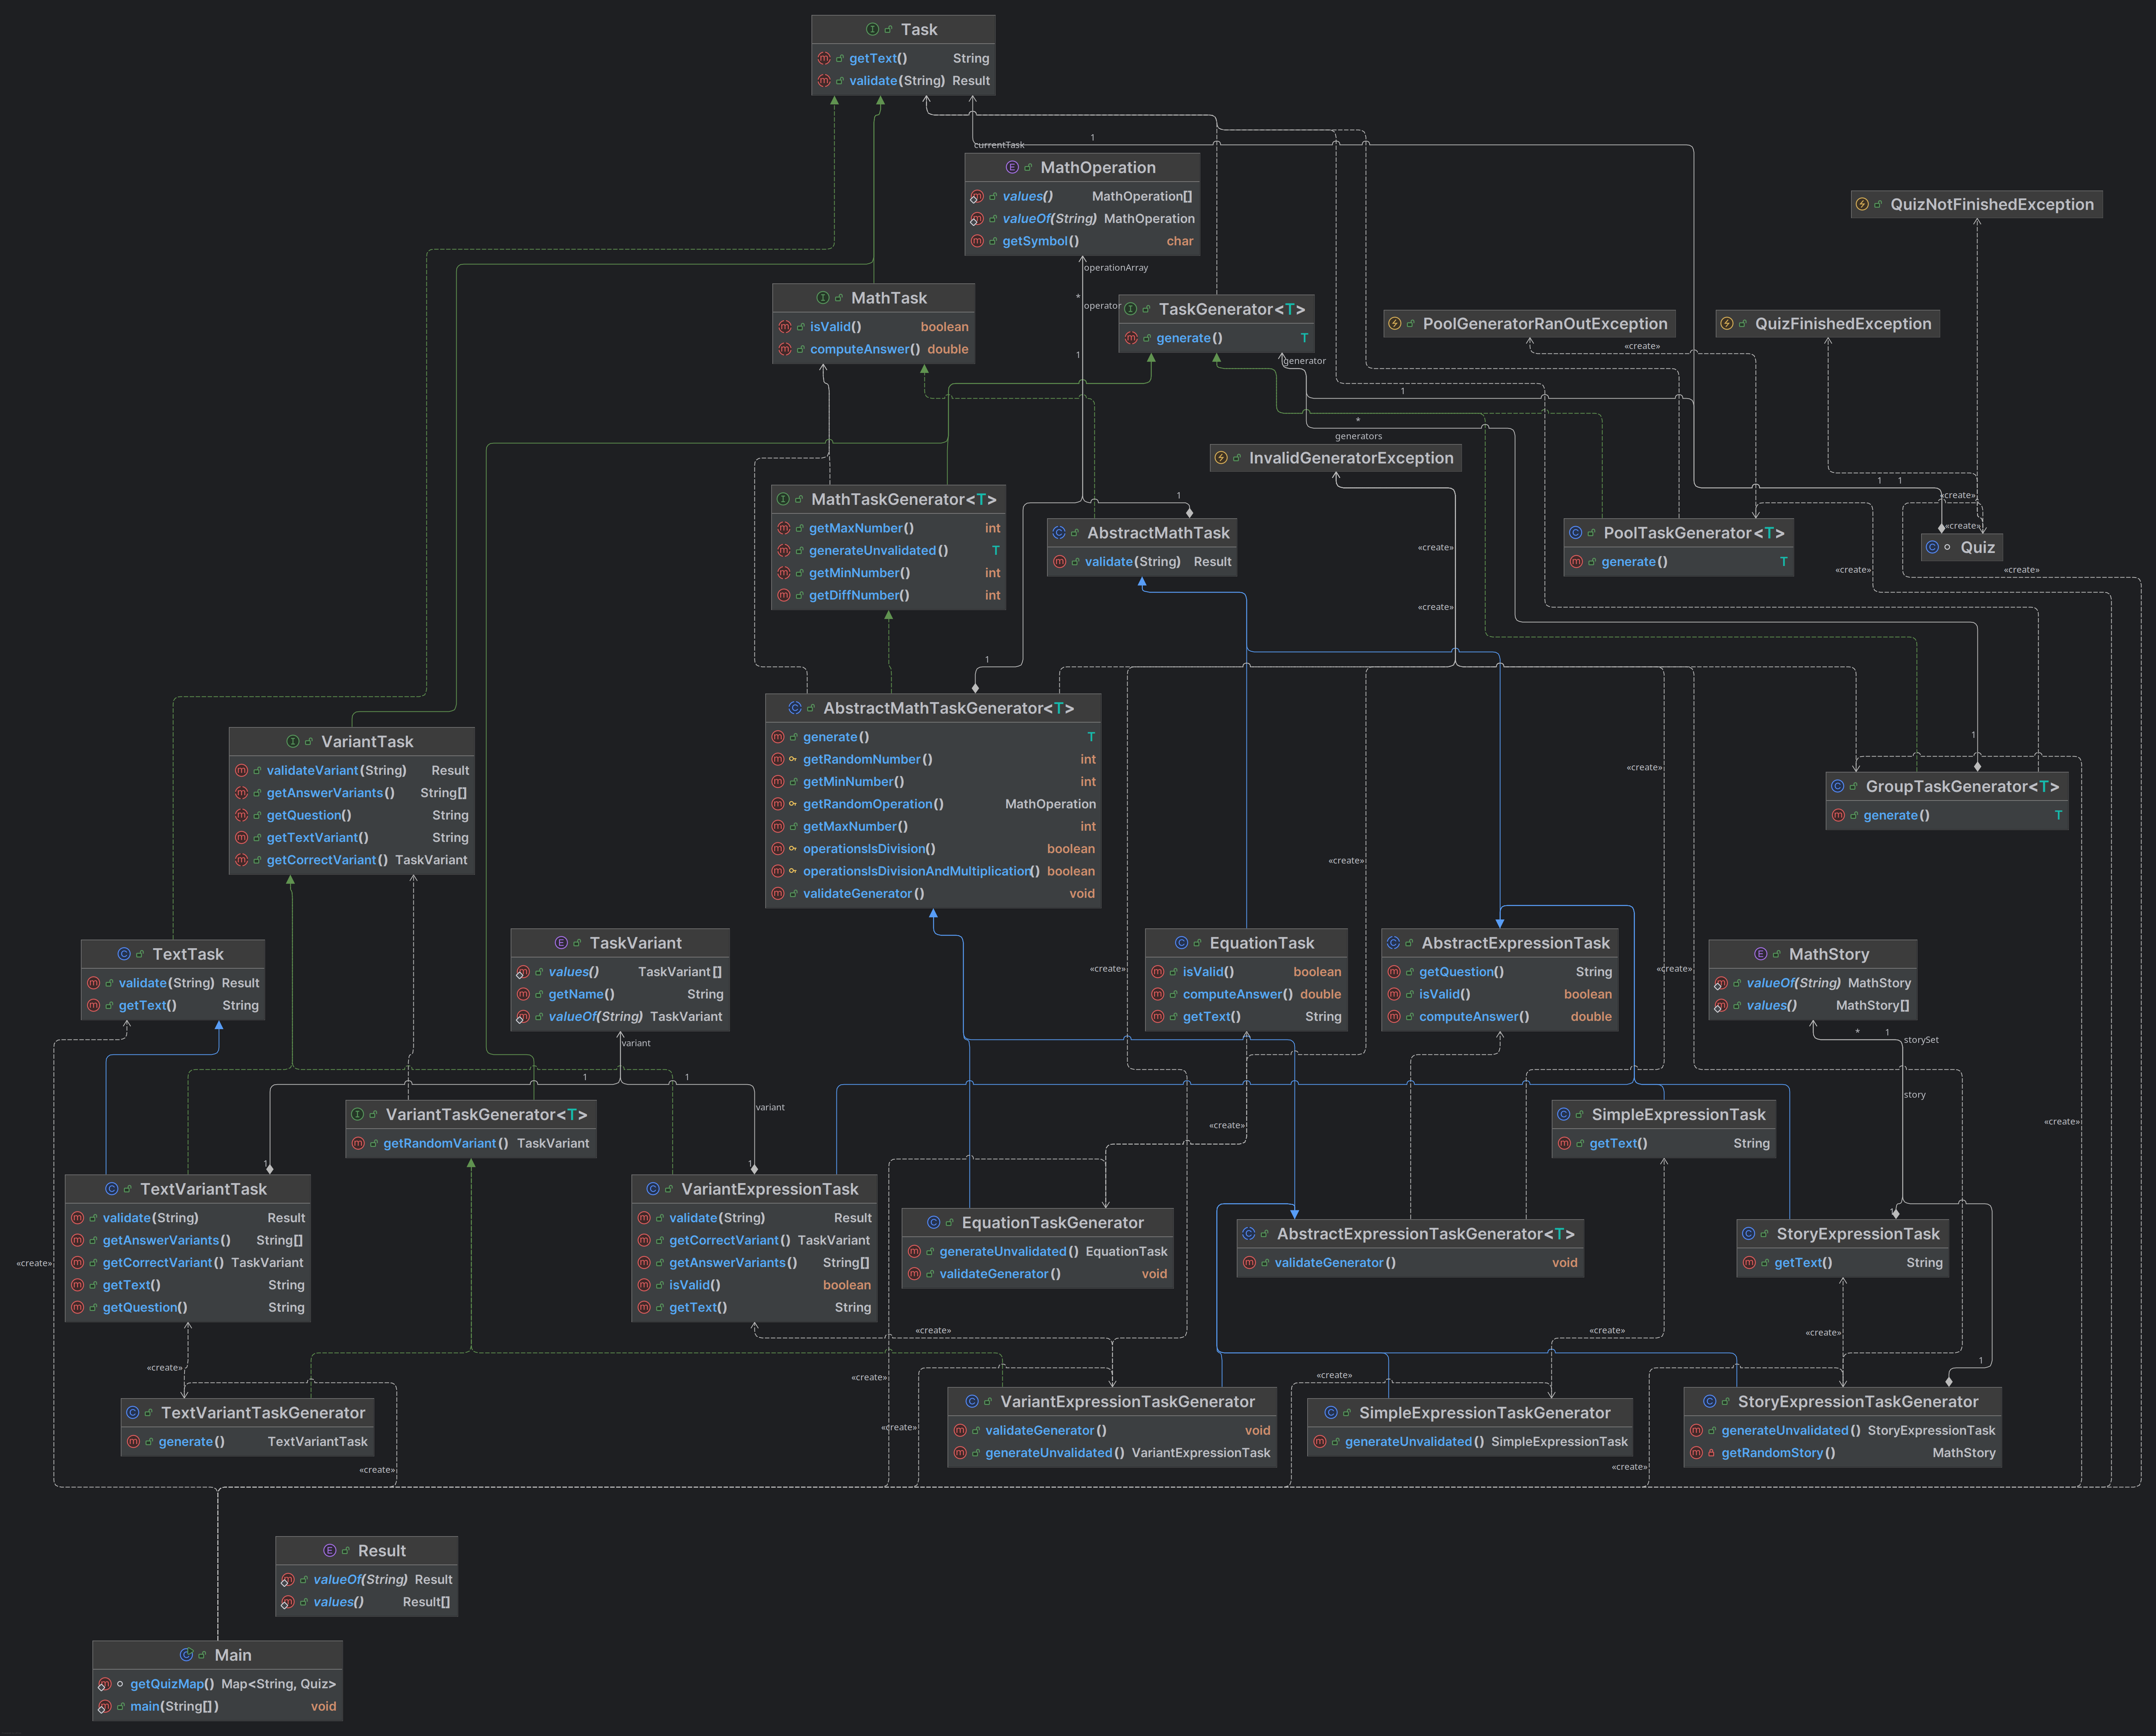 Task
getText() String
validate(String) Result
currentTask
1
MathOperation
values() MathOperation[]
valueOf(String) MathOperation
getSymbol() char
QuizNotFinishedException
operationArray
*
operator
1
MathTask
isValid() boolean
computeAnswer() double
TaskGenerator<T>
generate() T
PoolGeneratorRanOutException
QuizFinishedException
«create»
generator
1
*
generators
InvalidGeneratorException
MathTaskGenerator<T>
getMaxNumber() int
generateUnvalidated() T
getMinNumber() int
getDiffNumber() int
1
AbstractMathTask
validate(String) Result
1
1
«create»
«create»
PoolTaskGenerator<T>
generate() T
Quiz
«create»
«create»
«create»
«create»
1
AbstractMathTaskGenerator<T>
generate() T
getRandomNumber() int
getMinNumber() int
getRandomOperation() MathOperation
getMaxNumber() int
operationsIsDivision() boolean
operationsIsDivisionAndMultiplication() boolean
validateGenerator() void
VariantTask
validateVariant(String) Result
getAnswerVariants() String[]
getQuestion() String
getTextVariant() String
getCorrectVariant() TaskVariant
1
«create»
GroupTaskGenerator<T>
generate() T
«create»
TextTask
validate(String) Result
getText() String
TaskVariant
values() TaskVariant[]
getName() String
valueOf(String) TaskVariant
«create»
EquationTask
isValid() boolean
computeAnswer() double
getText() String
AbstractExpressionTask
getQuestion() String
isValid() boolean
computeAnswer() double
«create»
MathStory
valueOf(String) MathStory
values() MathStory[]
variant
*
1
storySet
1
1
variant
story
VariantTaskGenerator<T>
getRandomVariant() TaskVariant
«create»
SimpleExpressionTask
getText() String
«create»
1
1
TextVariantTask
validate(String) Result
getAnswerVariants() String[]
getCorrectVariant() TaskVariant
getText() String
getQuestion() String
VariantExpressionTask
validate(String) Result
getCorrectVariant() TaskVariant
getAnswerVariants() String[]
isValid() boolean
getText() String
EquationTaskGenerator
generateUnvalidated() EquationTask
validateGenerator() void
AbstractExpressionTaskGenerator<T>
validateGenerator() void
1
StoryExpressionTask
getText() String
«create»
«create»
«create»
«create»
«create»
1
«create»
«create»
TextVariantTaskGenerator
generate() TextVariantTask
VariantExpressionTaskGenerator
validateGenerator() void
generateUnvalidated() VariantExpressionTask
SimpleExpressionTaskGenerator
generateUnvalidated() SimpleExpressionTask
StoryExpressionTaskGenerator
generateUnvalidated() StoryExpressionTask
getRandomStory() MathStory
«create»
«create»
«create»
Result
valueOf(String) Result
values() Result[]
Main
getQuizMap() Map<String, Quiz>
main(String[]) void